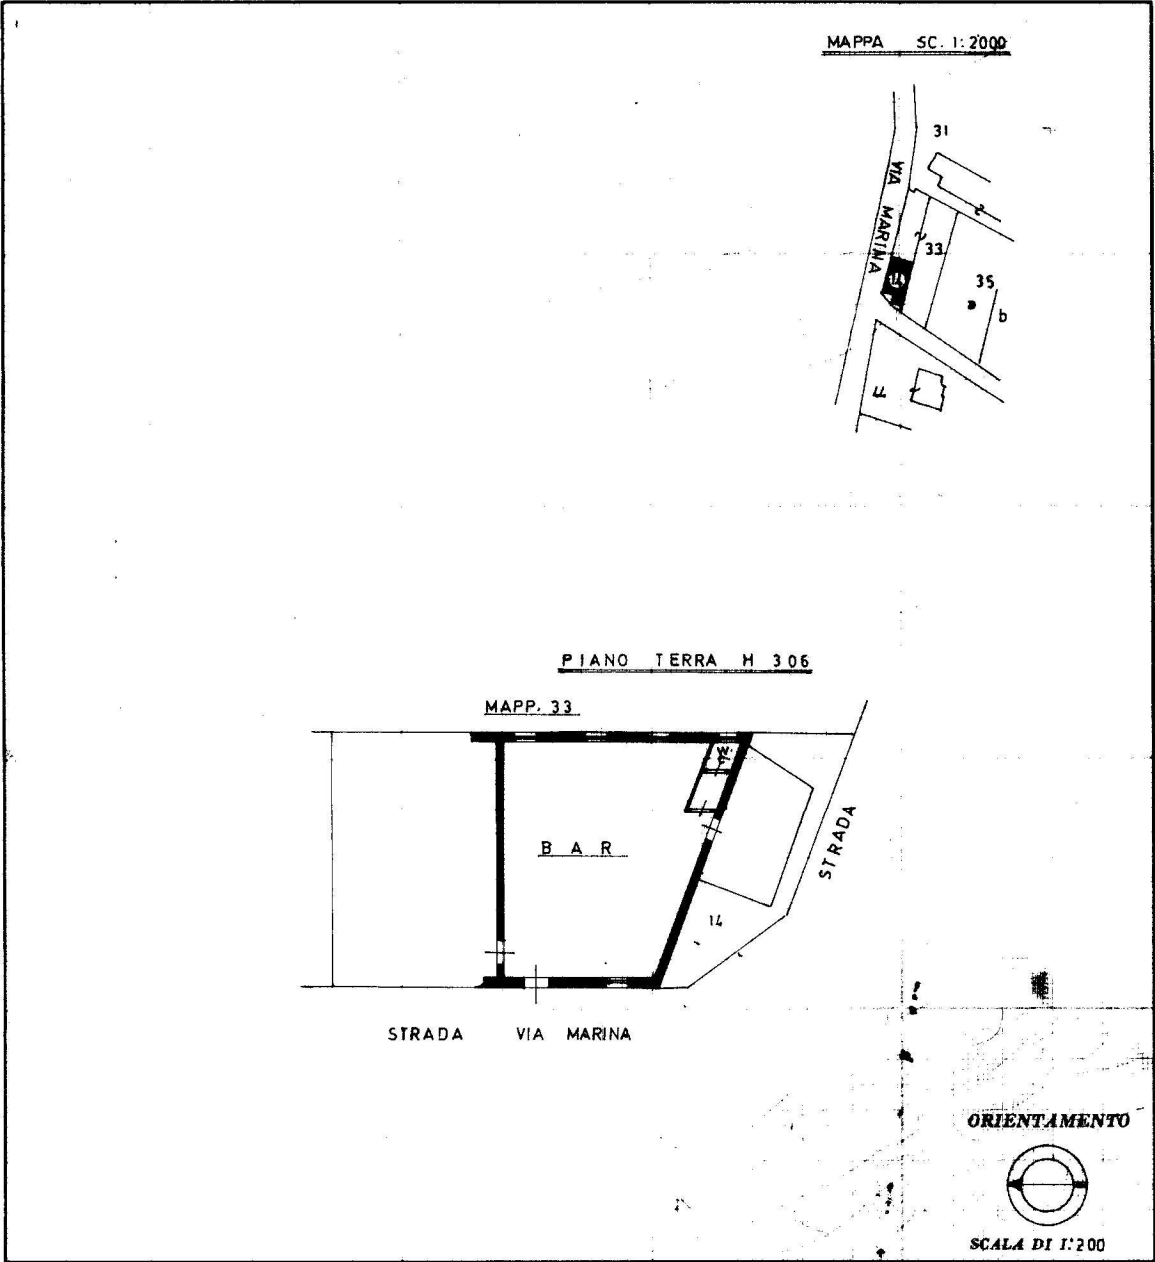 MAPPA SC. 1:2000
31
VIA MARINA
33
14
35
b
PIANO TERRA H 306
MAPP. 33
BAR
STRADA
14
STRADA VIA MARINA
ORIENTAMENTO
SCALA DI 1:200